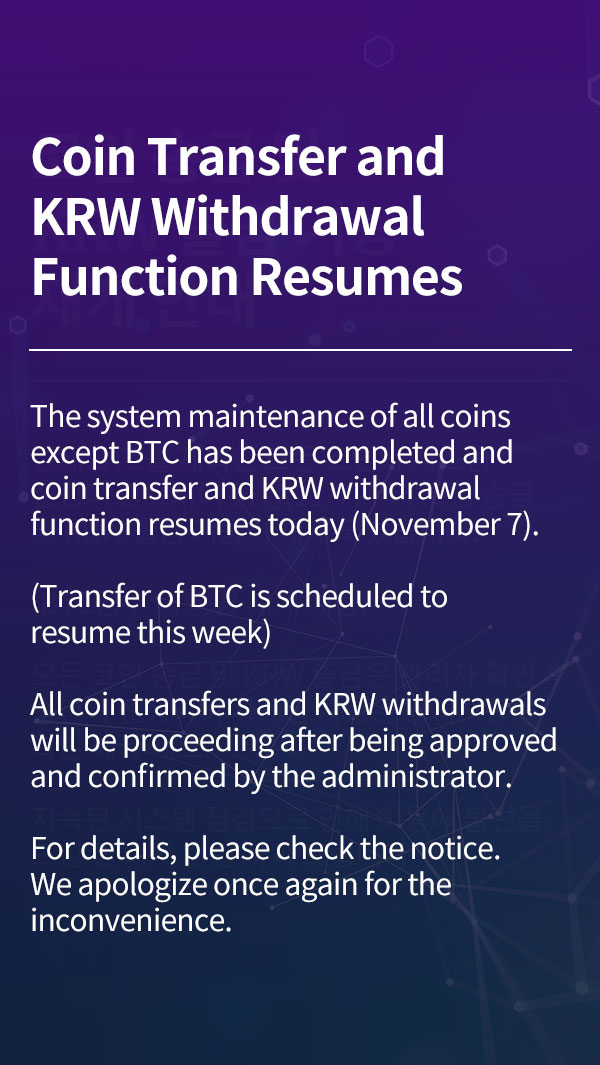 Coin Transfer and
KRW Withdrawal
Function Resumes
The system maintenance of all coins
except BTC has been completed and
coin transfer and KRW withdrawal
function resumes today (November 7).
(Transfer of BTC is scheduled to
resume this week)
All coin transfers and KRW withdrawals
will be proceeding after being approved
and confirmed by the administrator.
For details, please check the notice.
We apologize once again for the
inconvenience.